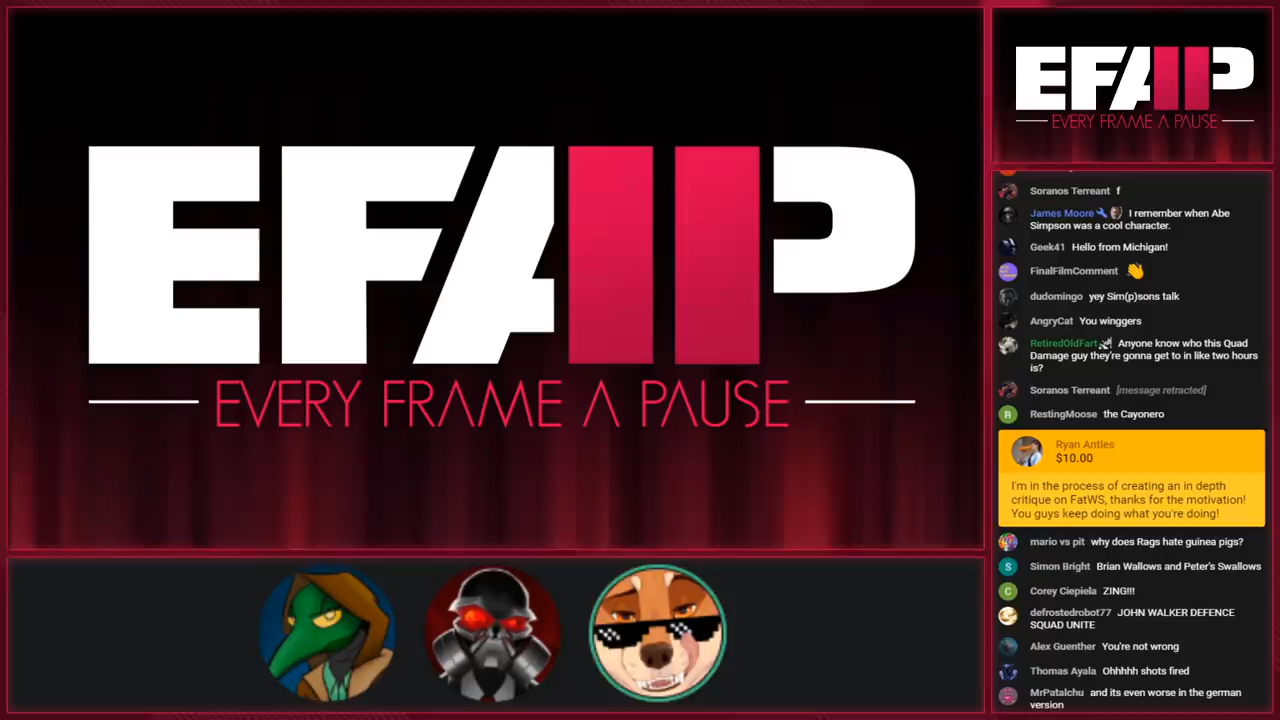 EFAP
EVERY FRAME A PAUSE
EFAP
EVERY FRAME A PAUSE
Soranos Terreant f
James Moore I remember when Abe
Simpson was a cool character.
Geek41 Hello from Michigan!
FinalFilmComment
dudomingo yey Sim(p)sons talk
AngryCat You winggers
RetiredOldFart Anyone know who this Quad
Damage guy they're gonna get to in like two hours
is?
Soranos Terreant [message retracted]
R RestingMoose the Cayonero
Ryan Antles
$10.00
I'm in the process of creating an in depth
critique on FatWS, thanks for the motivation!
You guys keep doing what you're doing!
mario vs pit why does Rags hate guinea pigs?
S Simon Bright Brian Wallows and Peter's Swallows
C Corey Ciepiela ZING!!!
defrostedrobot77 JOHN WALKER DEFENCE
SQUAD UNITE
Alex Guenther You're not wrong
Thomas Ayala Ohhhhh shots fired
MrPatalchu and its even worse in the german
version